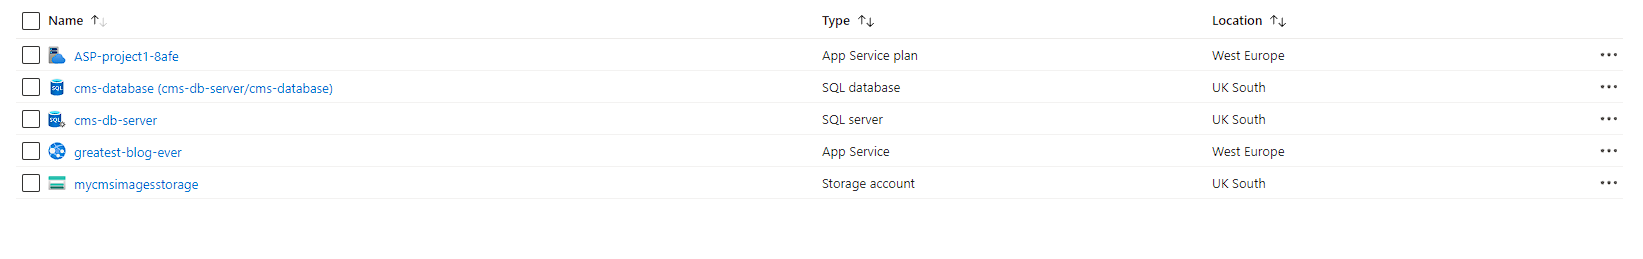 Name ↑↓ Type ↑↓ Location ↑↓
ASP-project1-8afe App Service plan West Europe
cms-database (cms-db-server/cms-database) SQL database UK South
cms-db-server SQL server UK South
greatest-blog-ever App Service West Europe
mycmsimagesstorage Storage account UK South